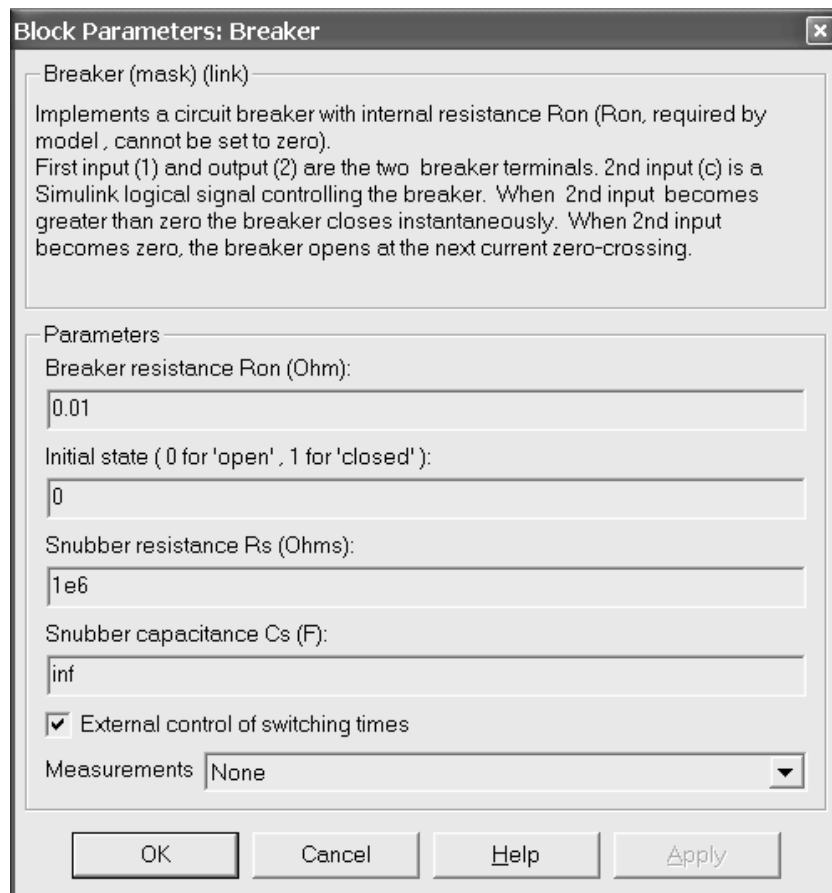 Block Parameters: Breaker
Breaker (mask) (link)
Implements a circuit breaker with internal resistance Ron (Ron, required by
model , cannot be set to zero).
First input (1) and output (2) are the two breaker terminals. 2nd input (c) is a
Simulink logical signal controlling the breaker. When 2nd input becomes
greater than zero the breaker closes instantaneously. When 2nd input
becomes zero, the breaker opens at the next current zero-crossing.
Parameters
Breaker resistance Ron (Ohm):
0.01
Initial state ( 0 for 'open' , 1 for 'closed' ):
0
Snubber resistance Rs (Ohms):
1e6
Snubber capacitance Cs (F):
inf
External control of switching times
Measurements None
OK Cancel Help Apply